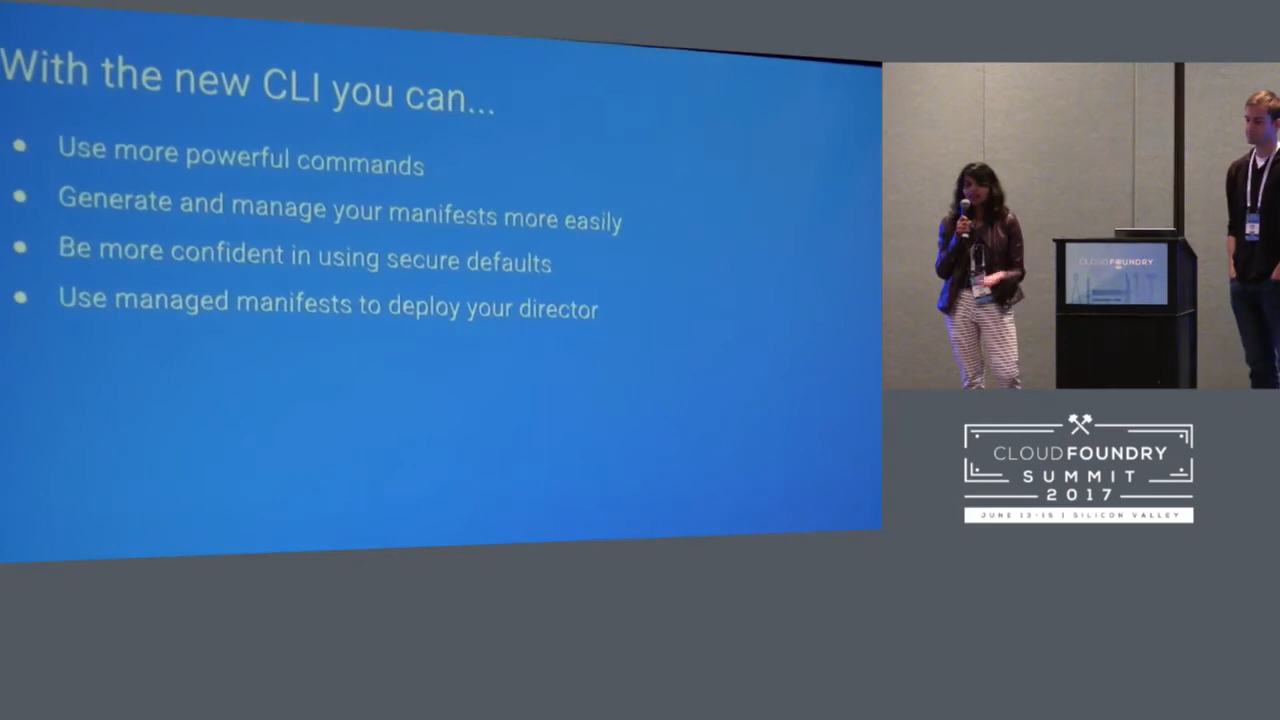 With the new CLI you can...
● Use more powerful commands
● Generate and manage your manifests more easily
● Be more confident in using secure defaults
● Use managed manifests to deploy your director
CLOUD FOUNDRY
CLOUD FOUNDRY
SUMMIT
2017
JUNE 13-15 | SILICON VALLEY